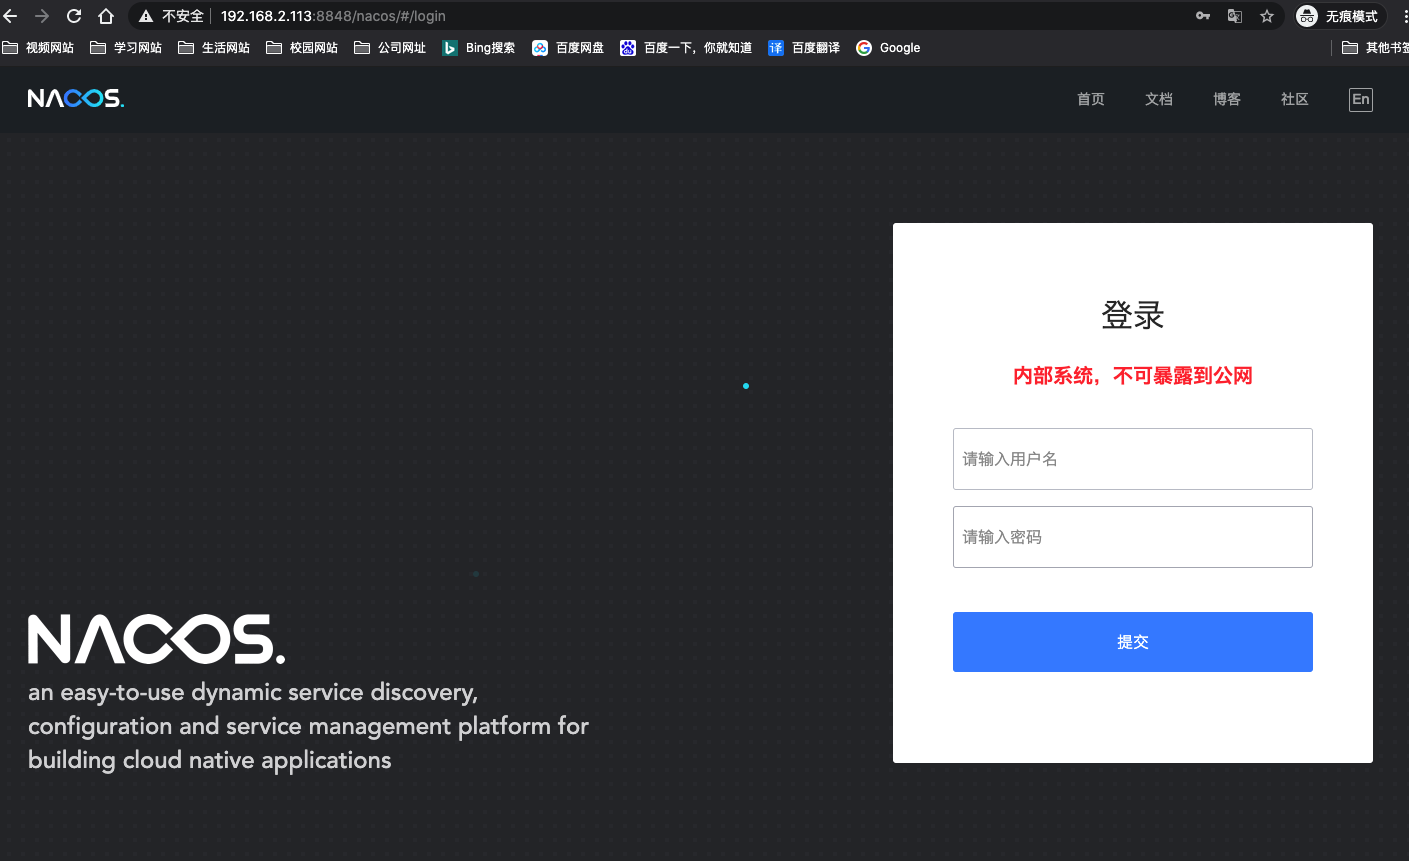 不安全 192.168.2.113:8848/nacos/#/login 无痕模式
视频网站 学习网站 生活网站 校园网站 公司网址 Bing搜索 百度网盘 百度一下，你就知道 译 百度翻译 Google 其他书签
NACOS. 首页 文档 博客 社区 En
登录
内部系统，不可暴露到公网
请输入用户名
请输入密码
提交
NACOS.
an easy-to-use dynamic service discovery,
configuration and service management platform for
building cloud native applications